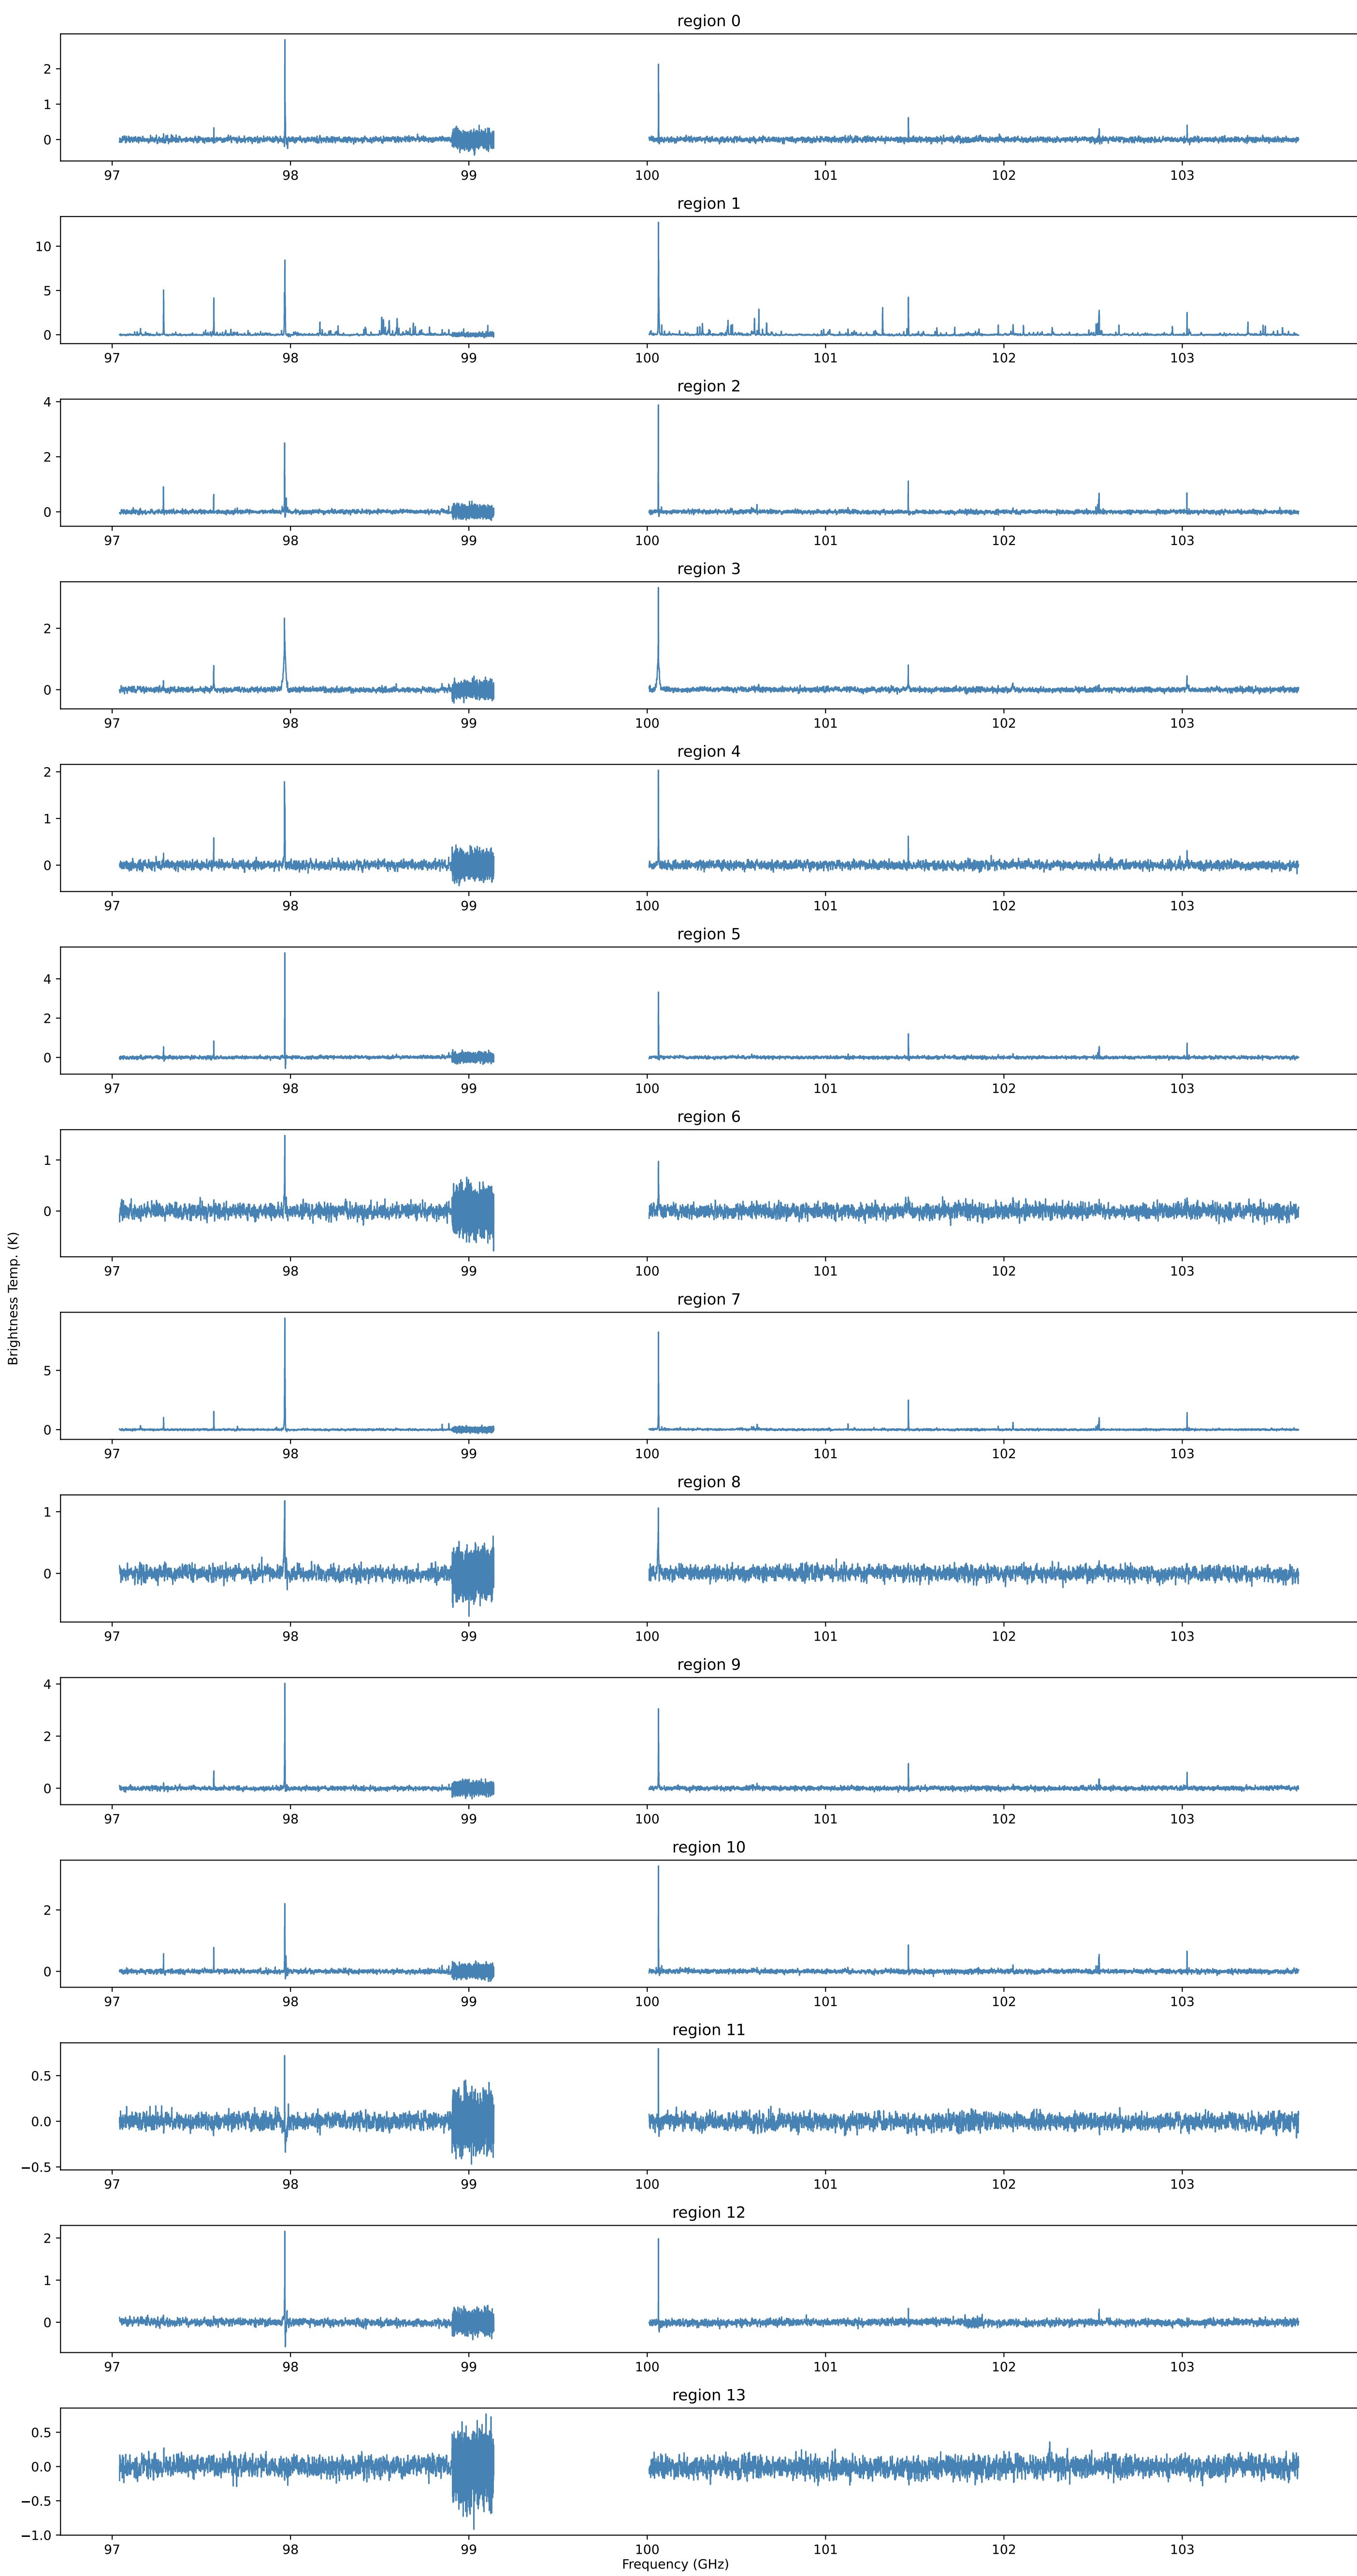 region 0
2
1
0
97 98 99 100 101 102 103
region 1
10
5
0
97 98 99 100 101 102 103
region 2
4
2
0
97 98 99 100 101 102 103
region 3
2
0
97 98 99 100 101 102 103
region 4
2
1
0
97 98 99 100 101 102 103
region 5
4
2
0
97 98 99 100 101 102 103
region 6
1
0
97 98 99 100 101 102 103
Brightness Temp. (K)
region 7
5
0
97 98 99 100 101 102 103
region 8
1
0
97 98 99 100 101 102 103
region 9
4
2
0
97 98 99 100 101 102 103
region 10
2
0
97 98 99 100 101 102 103
region 11
0.5
0.0
−0.5
97 98 99 100 101 102 103
region 12
2
1
0
97 98 99 100 101 102 103
region 13
0.5
0.0
−0.5
−1.0
97 98 99 100 101 102 103
Frequency (GHz)